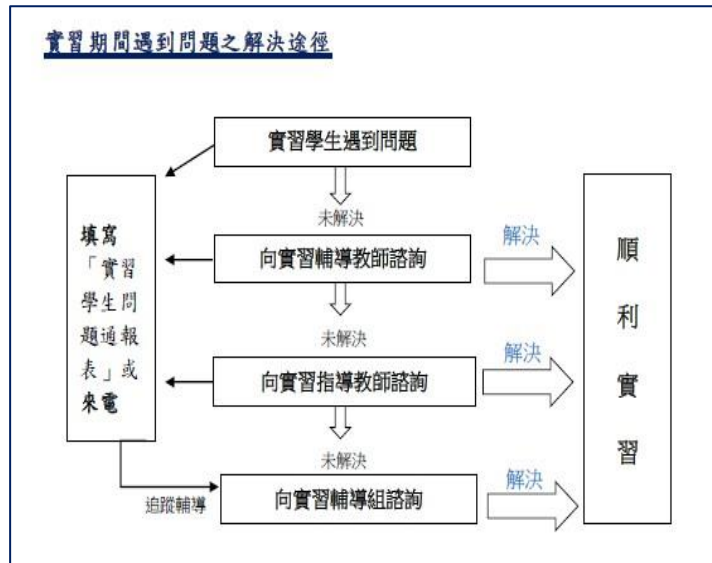 實習期間遇到問題之解決途徑
實習學生遇到問題
未解決
向實習輔導教師諮詢
解決
未解決
向實習指導教師諮詢
解決
未解決
向實習輔導組諮詢
解決
填寫
「實習
學生問
題通報
表」或
來電
追蹤輔導
順
利
實
習